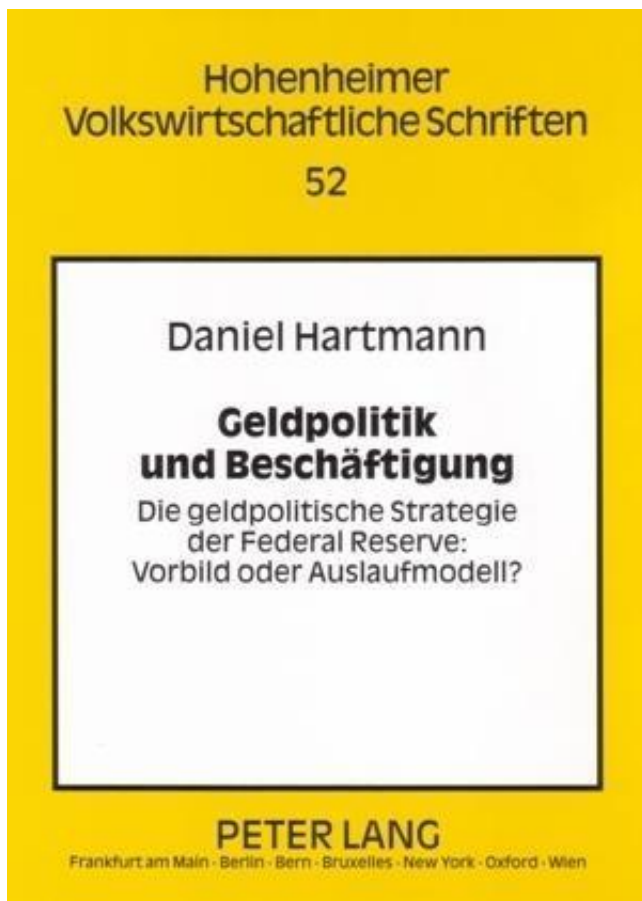 Hohenheimer
Volkswirtschaftliche Schriften
52
Daniel Hartmann
Geldpolitik
und Beschäftigung
Die geldpolitische Strategie
der Federal Reserve:
Vorbild oder Auslaufmodell?
PETER LANG
Frankfurt am Main · Berlin · Bern · Bruxelles · New York · Oxford · Wien